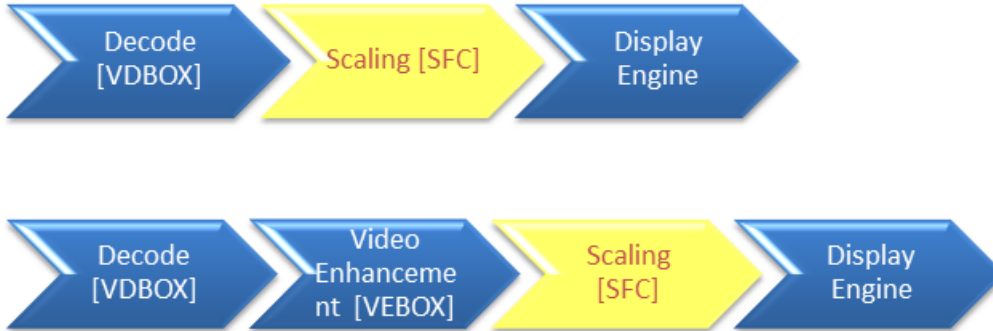 Decode
[VDBOX]
Scaling [SFC]
Display
Engine
Decode
[VDBOX]
Video
Enhanceme
nt [VEBOX]
Scaling
[SFC]
Display
Engine